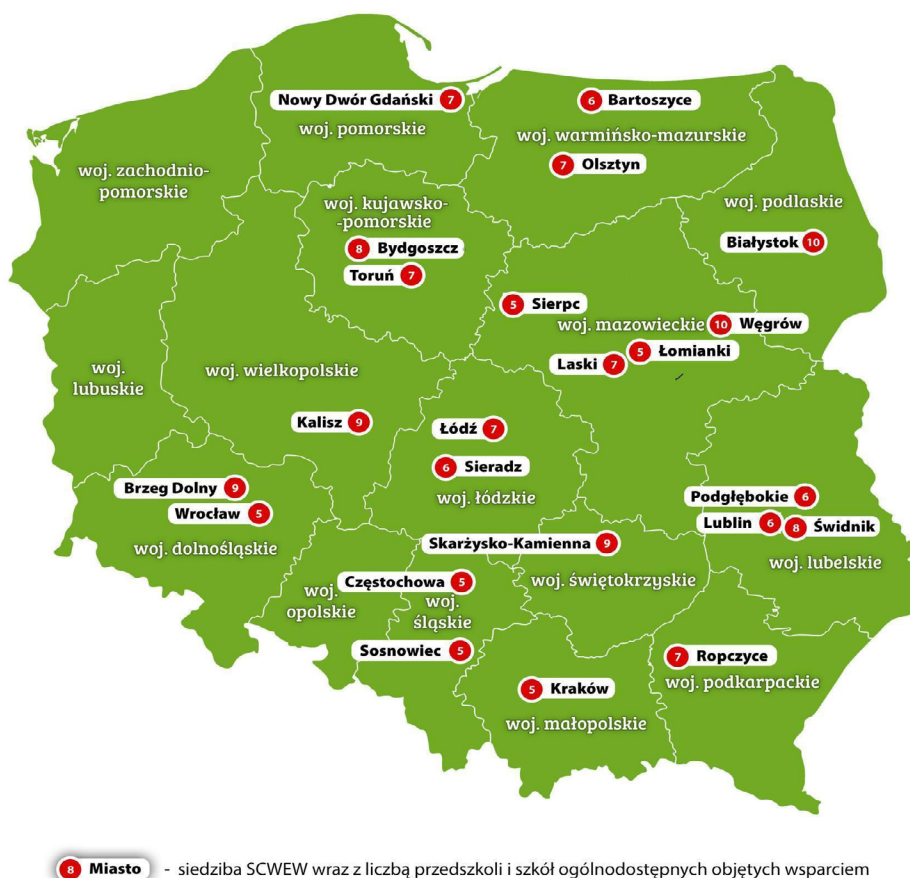 Nowy Dwór Gdański 7
woj. pomorskie
6 Bartoszyce
woj. warmińsko-mazurskie
7 Olsztyn
woj. zachodnio-
pomorskie
woj. kujawsko-
-pomorskie
8 Bydgoszcz
Toruń 7
woj. podlaskie
Białystok 10
5 Sierpc
woj. mazowieckie
10 Węgrów
5 Łomianki
Laski 7
woj.
lubuskie
woj. wielkopolskie
Kalisz 9
Łódź 7
6 Sieradz
woj. łódzkie
Brzeg Dolny 9
Wrocław 5
woj. dolnośląskie
Podgłębokie 6
Lublin 6
8 Świdnik
woj. lubelskie
Skarżysko-Kamienna 9
woj. świętokrzyskie
woj.
opolskie
Częstochowa 5
woj.
śląskie
Sosnowiec 5
5 Kraków
woj. małopolskie
7 Ropczyce
woj. podkarpackie
8 Miasto - siedziba SCWEW wraz z liczbą przedszkoli i szkół ogólnodostępnych objętych wsparciem